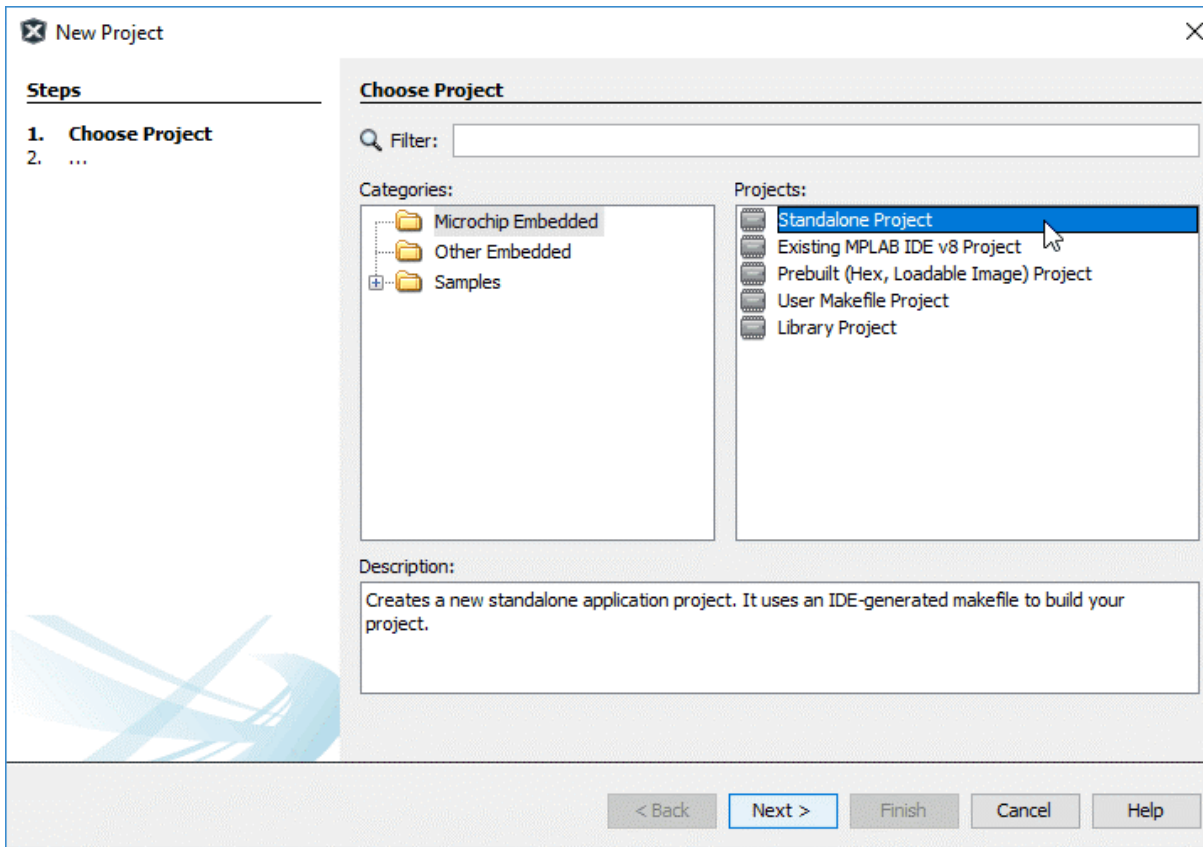 New Project
Steps
1. Choose Project
2. ...
Choose Project
Filter:
Categories:
Microchip Embedded
Other Embedded
Samples
Projects:
Standalone Project
Existing MPLAB IDE v8 Project
Prebuilt (Hex, Loadable Image) Project
User Makefile Project
Library Project
Description:
Creates a new standalone application project. It uses an IDE-generated makefile to build your
project.
< Back Next > Finish Cancel Help